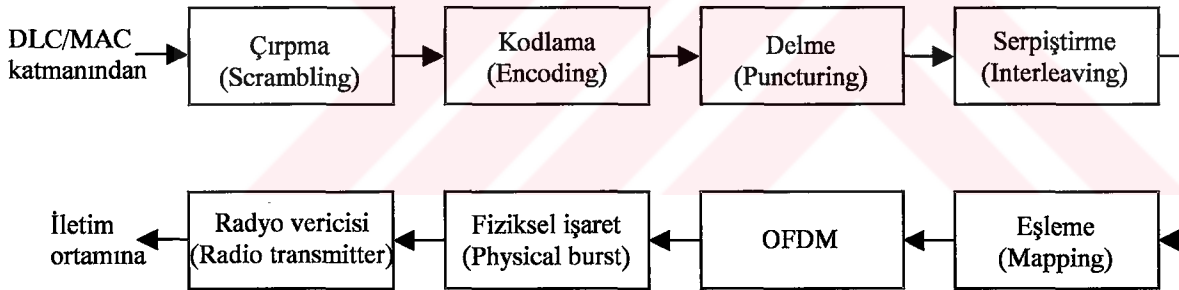 DLC/MAC
katmanından
Çırpma
(Scrambling)
Kodlama
(Encoding)
Delme
(Puncturing)
Serpiştirme
(Interleaving)
Eşleme
(Mapping)
OFDM
Fiziksel işaret
(Physical burst)
Radyo vericisi
(Radio transmitter)
İletim
ortamına